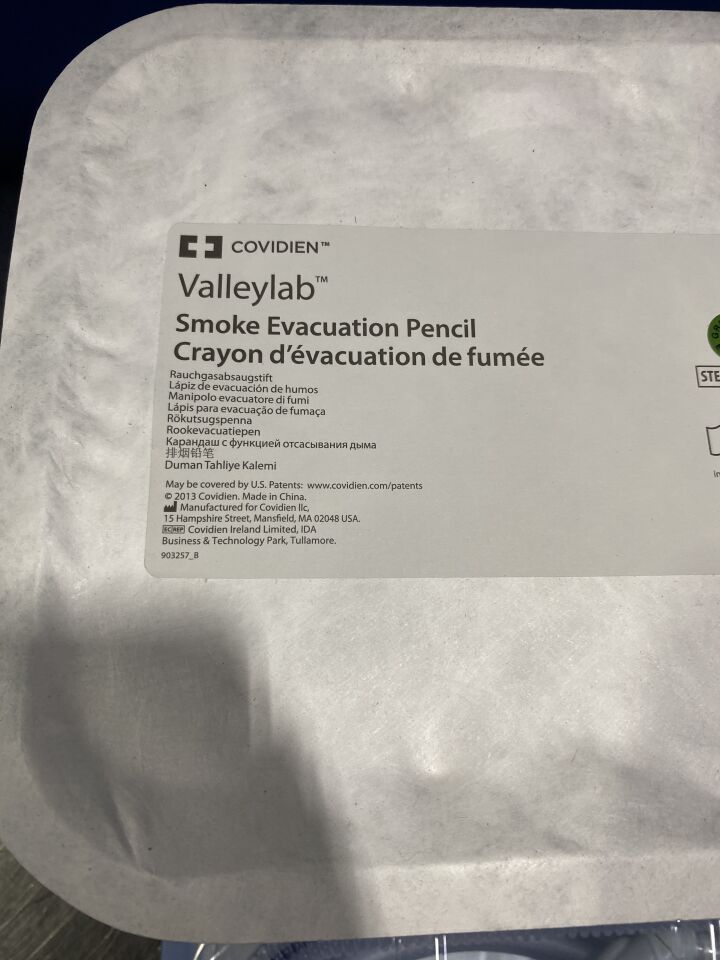 COVIDIEN™
Valleylab™
Smoke Evacuation Pencil
Crayon d'évacuation de fumée
Rauchgasabsaugstift
Lápiz de evacuación de humos
Manipolo evacuatore di fumi
Lápis para evacuação de fumaça
Rökutsugspenna
Rookevacuatiepen
Карандаш с функцией отсасывания дыма
排烟铅笔
Duman Tahliye Kalemi
May be covered by U.S. Patents: www.covidien.com/patents
© 2013 Covidien. Made in China.
Manufactured for Covidien llc,
15 Hampshire Street, Mansfield, MA 02048 USA.
EC REP Covidien Ireland Limited, IDA
Business & Technology Park, Tullamore.
903257_B
STE